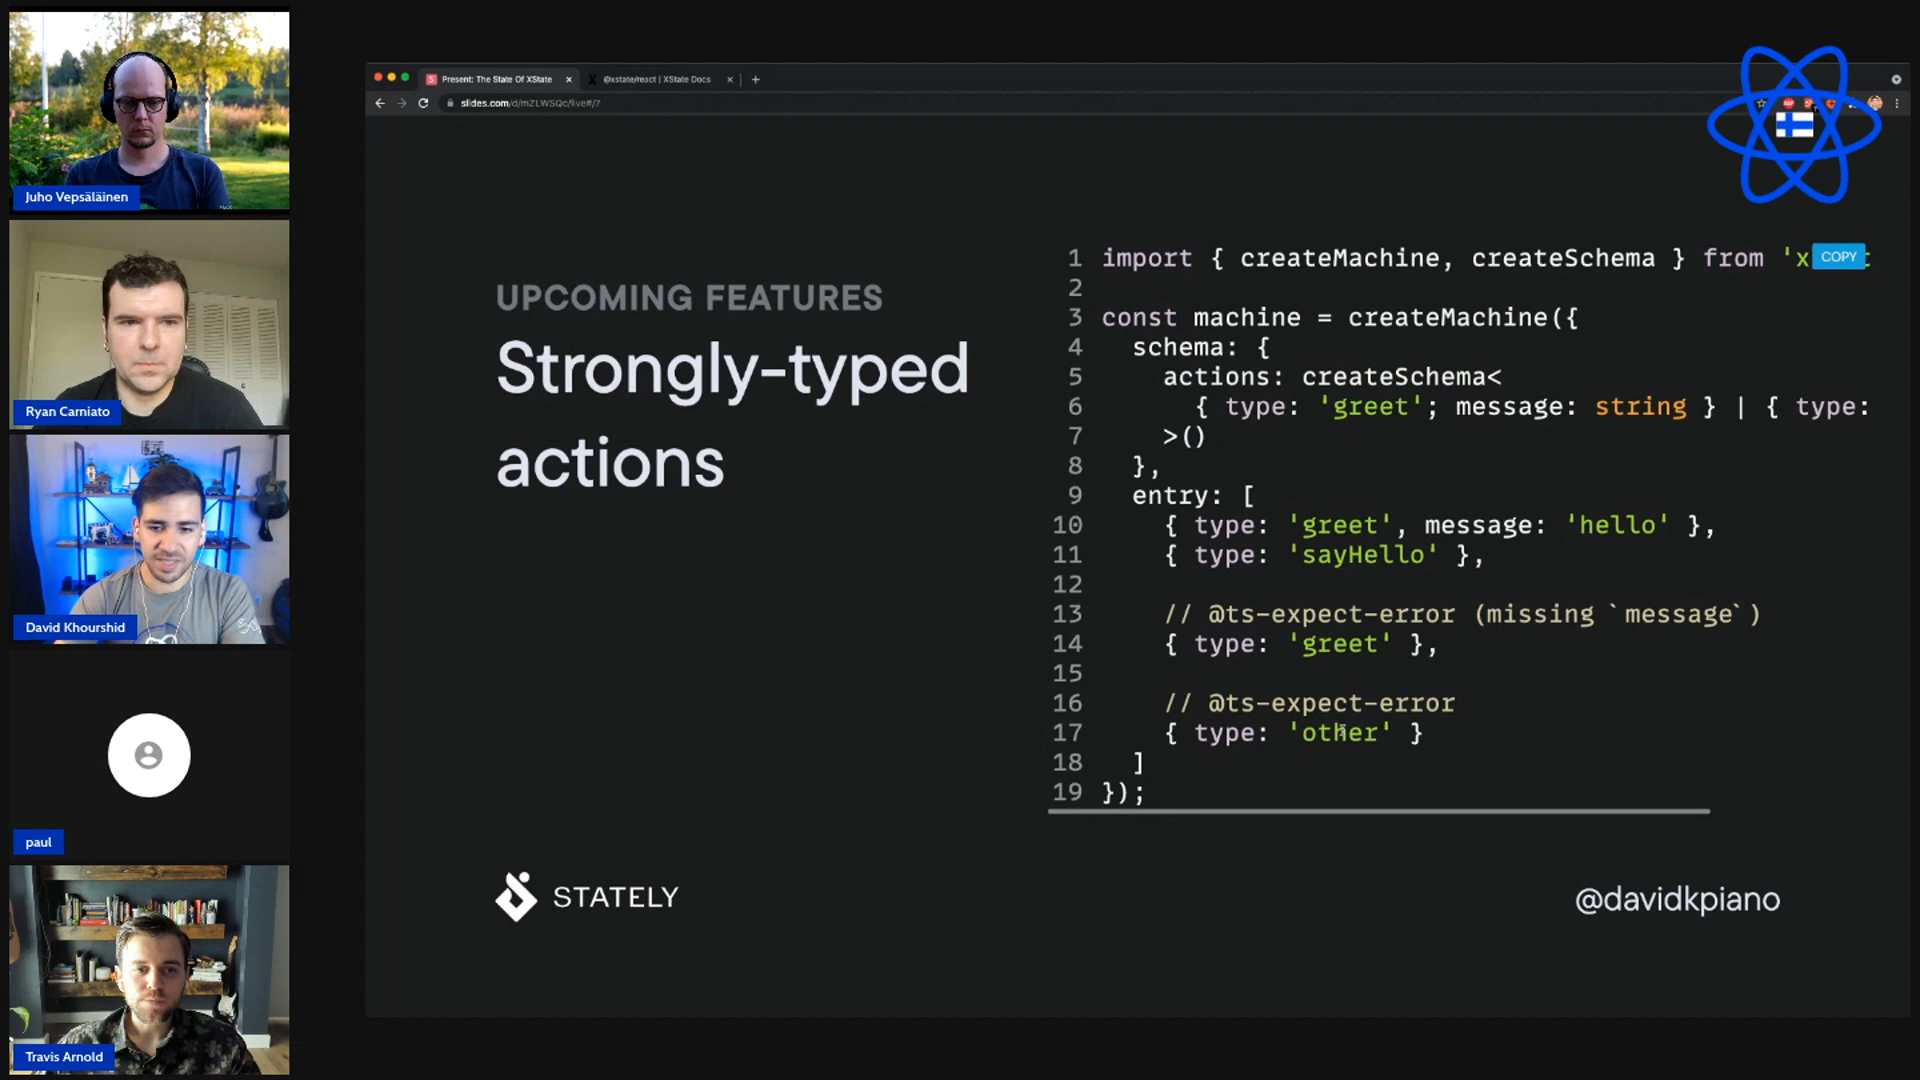 Juho Vepsäläinen
Ryan Carniato
David Khourshid
paul
Travis Arnold
Present: The State Of XState
@xstate/react | XState Docs
slides.com/d/mZLWSQc/live#/7
UPCOMING FEATURES
Strongly-typed
actions
1 import { createMachine, createSchema } from 'x
COPY
2
3 const machine = createMachine({
4 schema: {
5 actions: createSchema<
6 { type: 'greet'; message: string } | { type:
7 >()
8 },
9 entry: [
10 { type: 'greet', message: 'hello' },
11 { type: 'sayHello' },
12
13 // @ts-expect-error (missing `message`)
14 { type: 'greet' },
15
16 // @ts-expect-error
17 { type: 'other' }
18 ]
19 });
STATELY
@davidkpiano